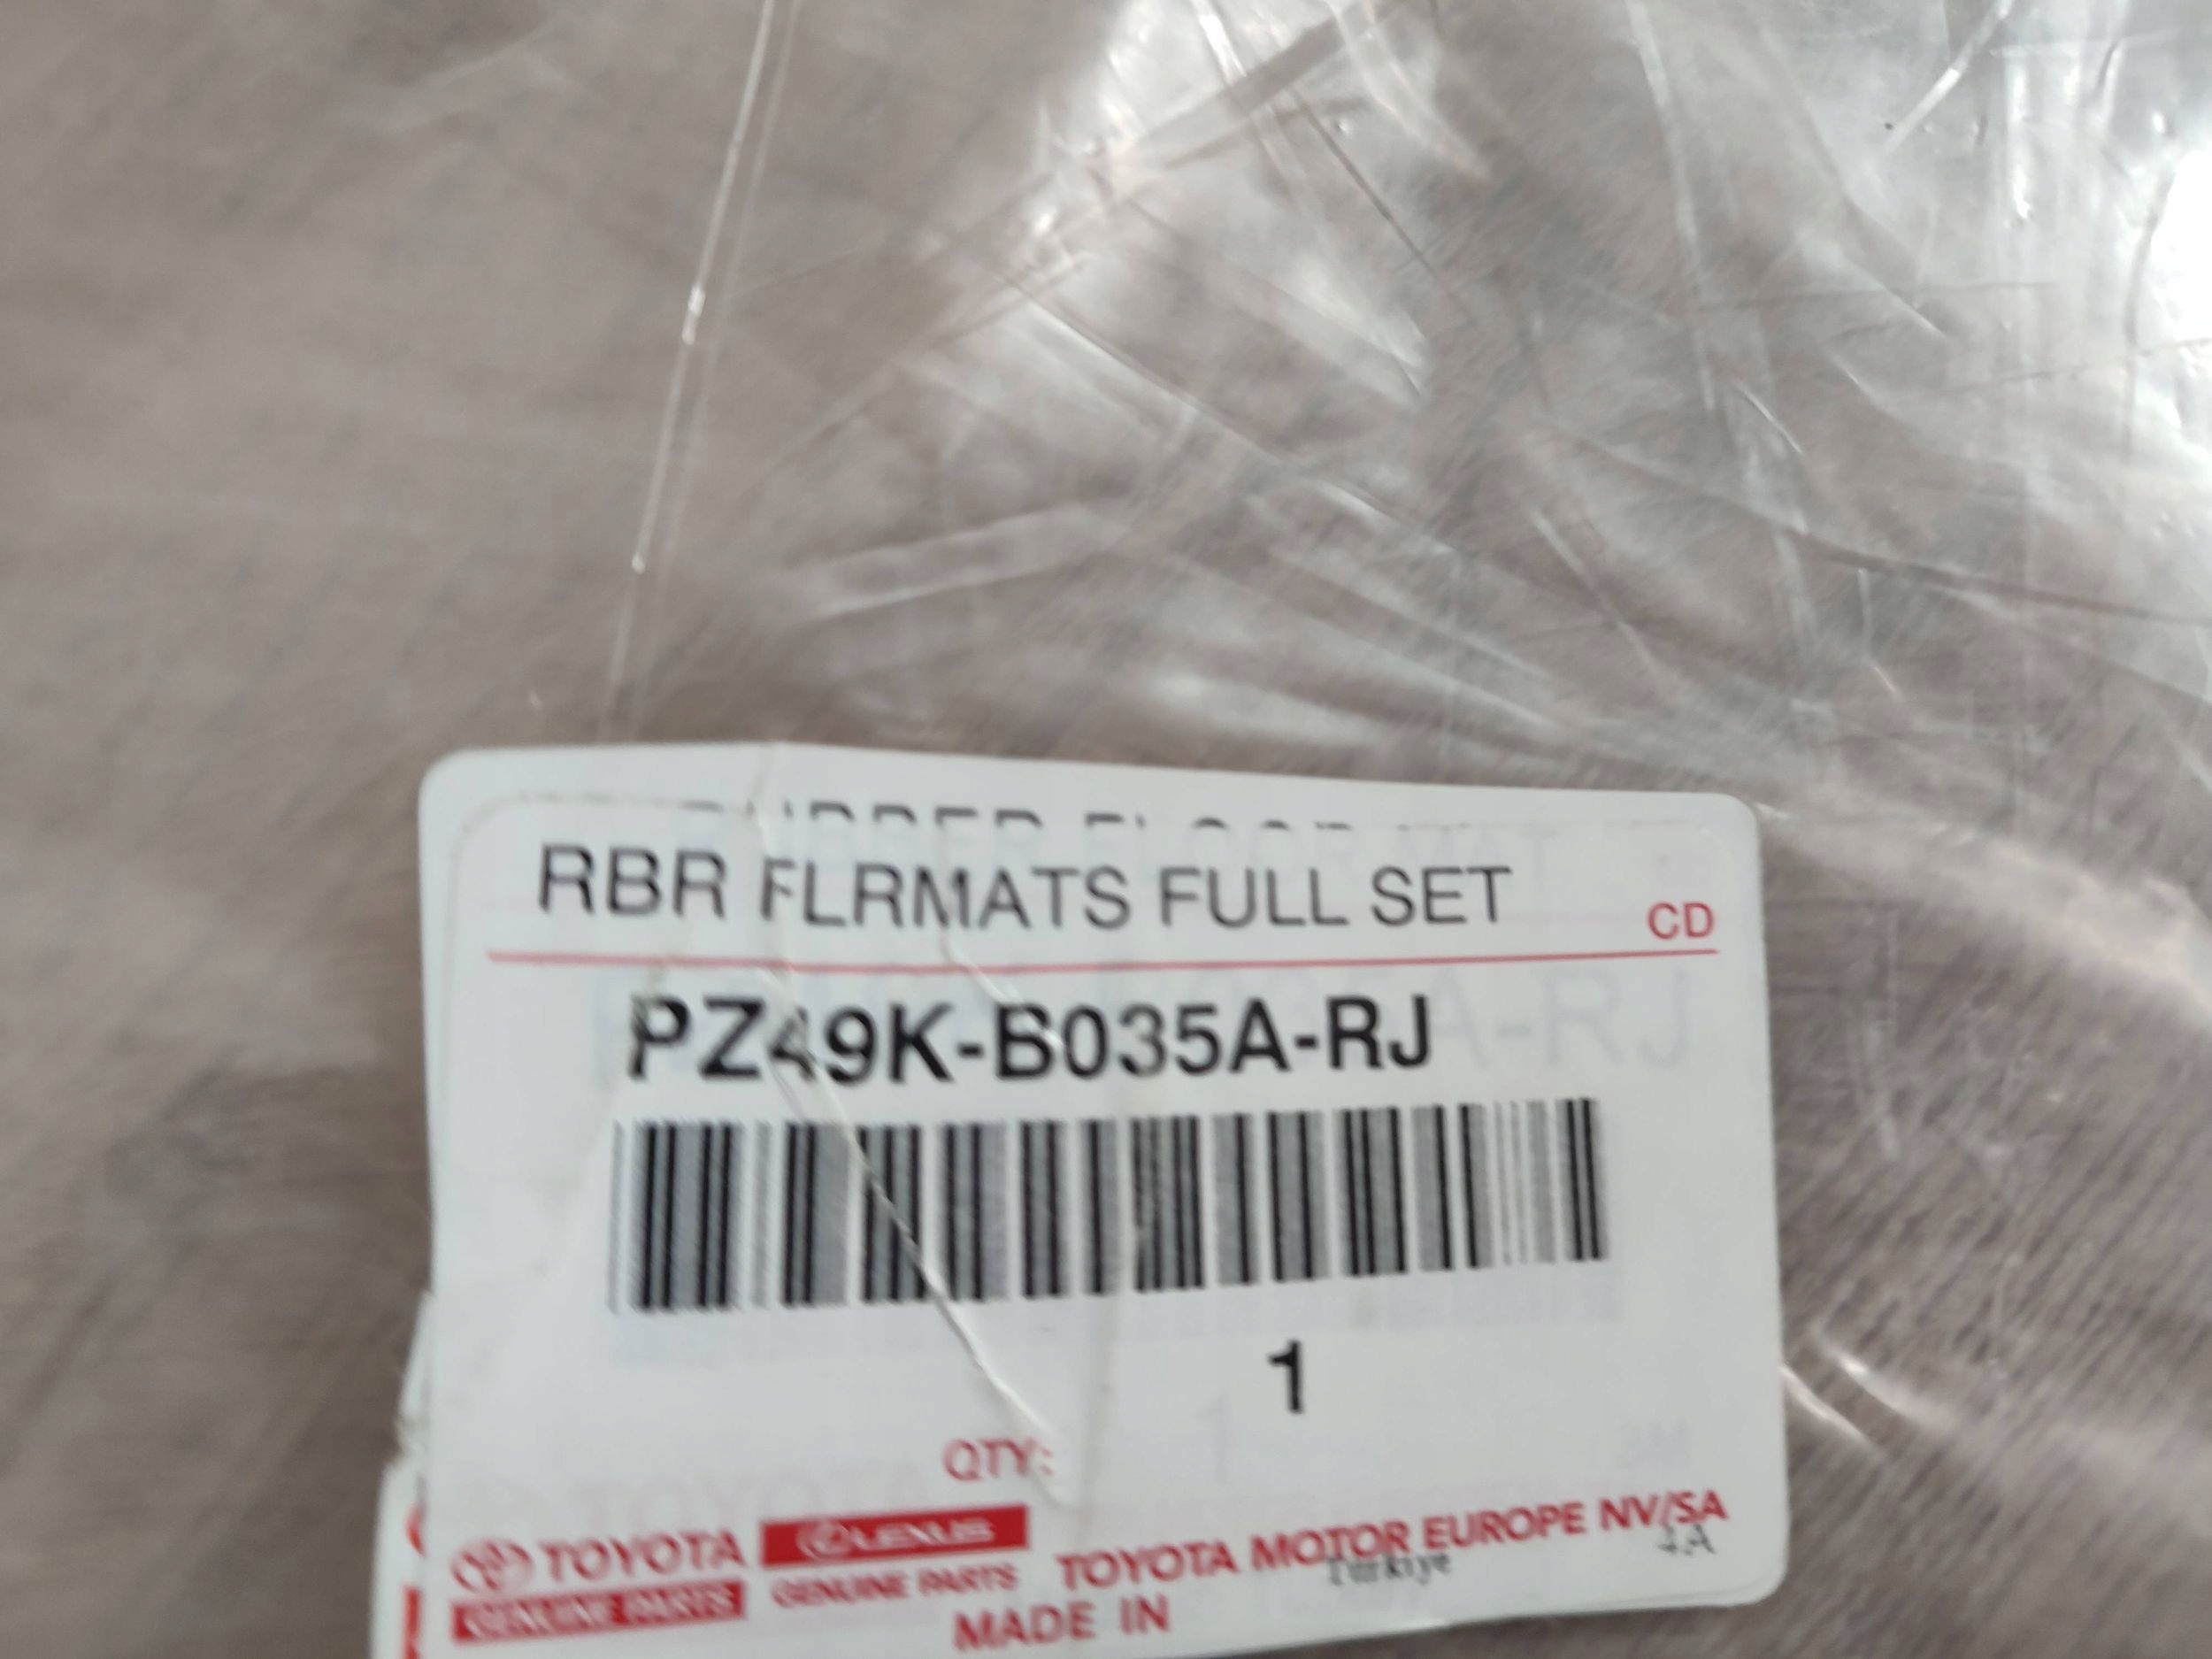 RBR FLRMATS FULL SET
CD
PZ49K-B035A-RJ
1
QTY:
TOYOTA
GENUINE PARTS
LEXUS
GENUINE PARTS
TOYOTA MOTOR EUROPE NV/SA
Türkiye
4A
MADE IN